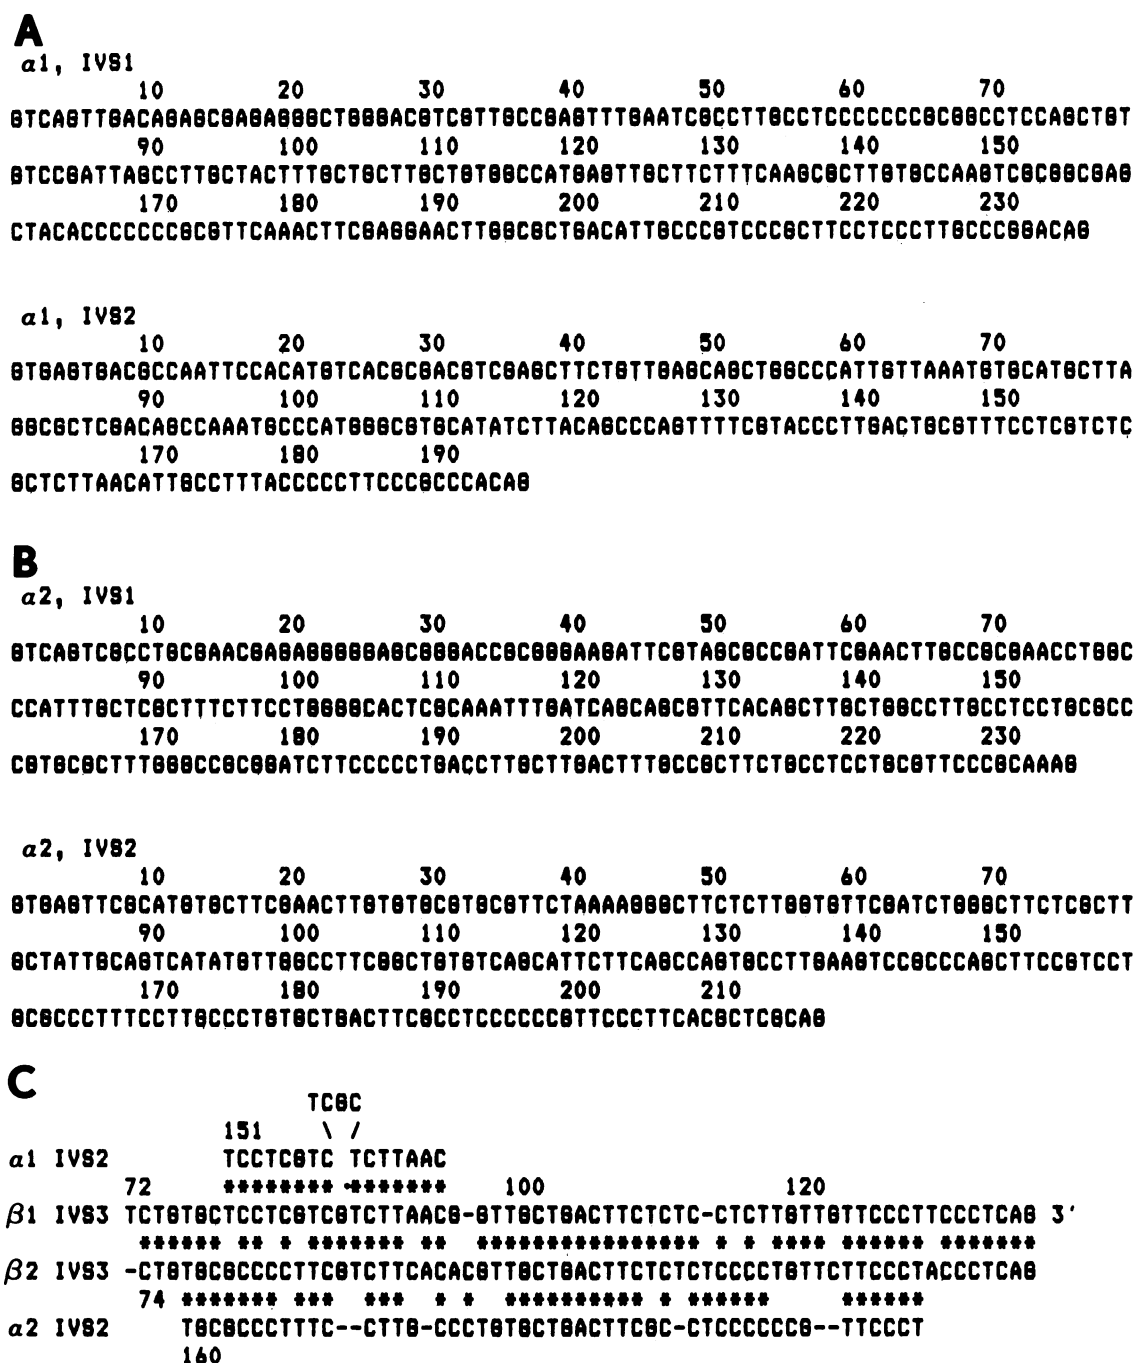 A
α1, IVS1
10 20 30 40 50 60 70
GTCAGTTGACAGAGCGAGAGGGCTGGGACGTCGTTGCCGAGTTTGAATCGCCTTGCCTCCCCCCCGCGGCCTCCAGCTGT
90 100 110 120 130 140 150
GTCCGATTAGCCTTGCTACTTTGCTGCTTGCTGTGGCCATGAGTTGCTTCTTTCAAGCGCTTGTGCCAAGTCGCGGCGAG
170 180 190 200 210 220 230
CTACACCCCCCCGCGTTCAAACTTCGAGGAACTTGGCGCTGACATTGCCCGTCCCGCTTCCTCCCTTGCCCGGACAG
α1, IVS2
10 20 30 40 50 60 70
GTGAGTGACGCCAATTCCACATGTCACGCGACGTCGAGCTTCTGTTGAGCAGCTGGCCCATTGTTAAATGTGCATGCTTA
90 100 110 120 130 140 150
GGCGCTCGACAGCCAAATGCCCATGGGCGTGCATATCTTACAGCCCAGTTTTCGTACCCTTGACTGCGTTTCCTCGTCTC
170 180 190
GCTCTTAACATTGCCTTTACCCCCTTCCCGCCCACAG
B
α2, IVS1
10 20 30 40 50 60 70
GTCAGTCGCCTGCGAACGAGAGGGGGAGCGGGACCGCGGGAAGATTCGTAGCGCCGATTCGAACTTGCCGCGAACCTGGC
90 100 110 120 130 140 150
CCATTTGCTCGCTTTCTTCCTGGGGCACTCGCAAATTTGATCAGCAGCGTTCACAGCTTGCTGGCCTTGCCTCCTGCGCC
170 180 190 200 210 220 230
CGTGCGCTTTGGGCCGCGGATCTTCCCCCTGACCTTGCTTGACTTTGCCGCTTCTGCCTCCTGCGTTCCCGCAAAG
α2, IVS2
10 20 30 40 50 60 70
GTGAGTTCGCATGTGCTTCGAACTTGTGTGCGTGCGTTCTAAAAGGGCTTCTCTTGGTGTTCGATCTGGGCTTCTCGCTT
90 100 110 120 130 140 150
GCTATTGCAGTCATATGTTGGCCTTCGGCTGTGTCAGCATTCTTCAGCCAGTGCCTTGAAGTCCGCCCAGCTTCCGTCCT
170 180 190 200 210
GCGCCCTTTCCTTGCCCTGTGCTGACTTCGCCTCCCCCCGTTCCCTTCACGCTCGCAG
C
TCGC
151 \ /
α1 IVS2 TCCTCGTC TCTTAAC
72 ******** ******** 100 120
β1 IVS3 TCTGTGCTCCTCGTCGTCTTAACG-GTTGCTGACTTCTCTC-CTCTTGTTGTTCCCTTCCCTCAG 3'
****** ** * ******* ** **************** * * **** ****** *******
β2 IVS3 -CTGTGCGCCCCTTCGTCTTCACACGTTGCTGACTTCTCTCTCCCCTGTTCTTCCCTACCCTCAG
74 ******* *** *** * * ********** * ****** ******
α2 IVS2 TGCGCCCTTTC--CTTG-CCCTGTGCTGACTTCGC-CTCCCCCCG--TTCCCT
160